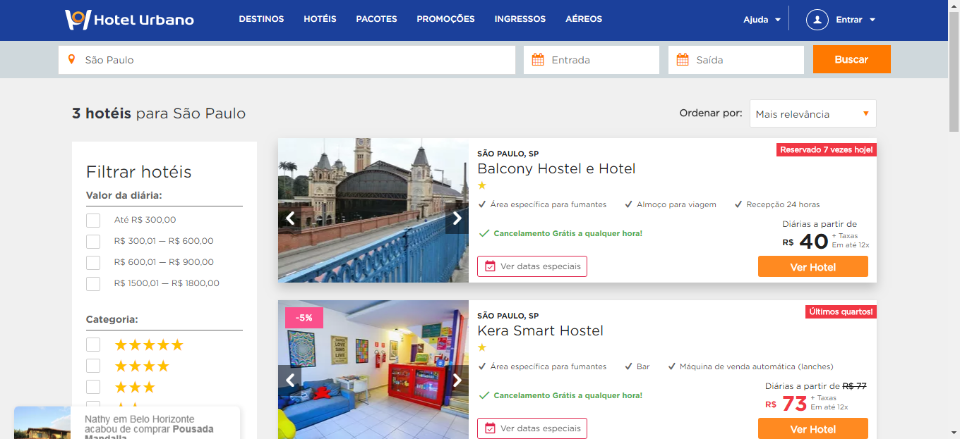 Hotel Urbano
DESTINOS HOTÉIS PACOTES PROMOÇÕES INGRESSOS AÉREOS
Ajuda Entrar
São Paulo
Entrada
Saída
Buscar
3 hotéis para São Paulo
Ordenar por: Mais relevância
Filtrar hotéis
Valor da diária:
Até R$ 300,00
R$ 300,01 — R$ 600,00
R$ 600,01 — R$ 900,00
R$ 1500,01 — R$ 1800,00
Categoria:
Nathy em Belo Horizonte
acabou de comprar Pousada
Mandalla
Reservado 7 vezes hoje!
SÃO PAULO, SP
Balcony Hostel e Hotel
Área específica para fumantes Almoço para viagem Recepção 24 horas
Cancelamento Grátis a qualquer hora!
Diárias a partir de
R$ 40 + Taxas
Em até 12x
Ver datas especiais
Ver Hotel
-5%
Últimos quartos!
SÃO PAULO, SP
Kera Smart Hostel
Área específica para fumantes Bar Máquina de venda automática (lanches)
Cancelamento Grátis a qualquer hora!
Diárias a partir de R$ 77
R$ 73 + Taxas
Em até 12x
Ver datas especiais
Ver Hotel